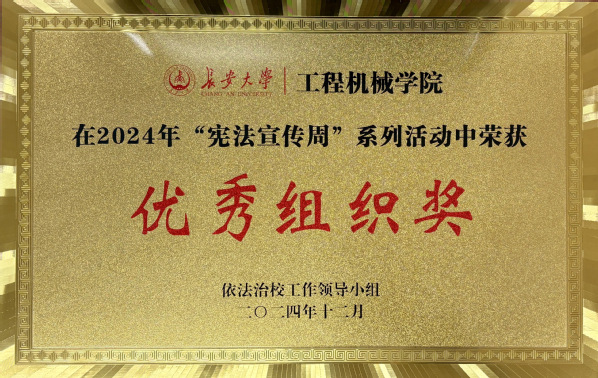 长安大学 | 工程机械学院
CHANG'AN UNIVERSITY
在2024年“宪法宣传周”系列活动中荣获
优秀组织奖
依法治校工作领导小组
二〇二四年十二月